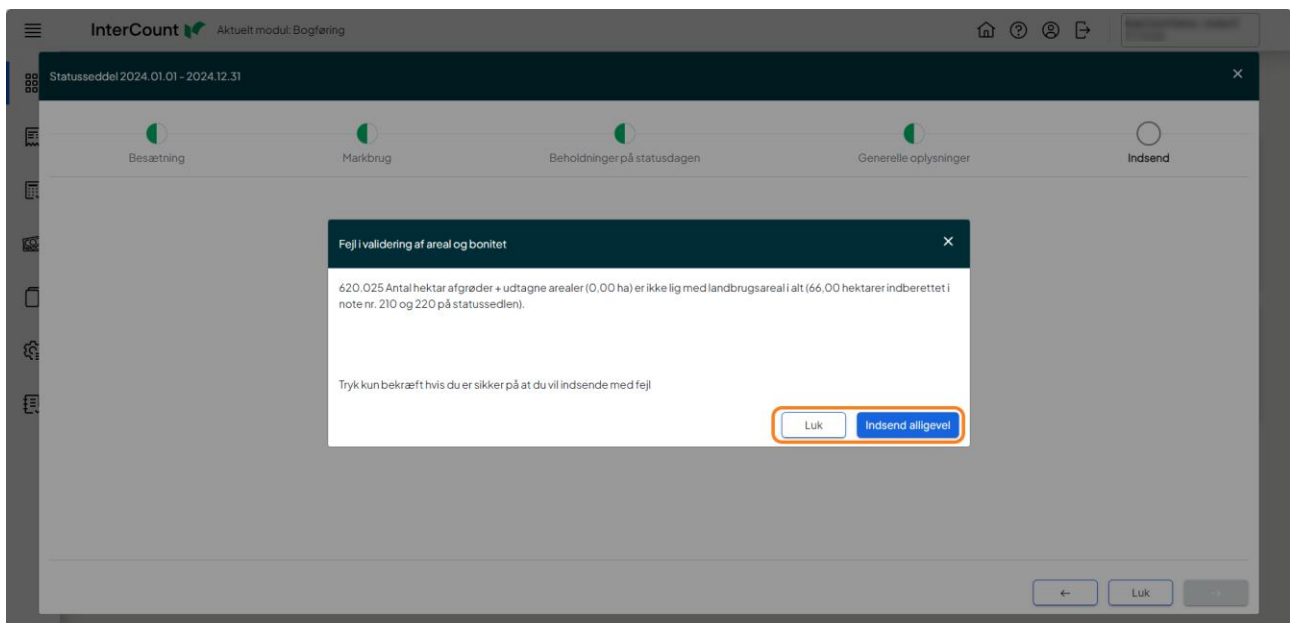 InterCount Aktuelt modul: Bogføring
Statusseddel 2024.01.01 - 2024.12.31
Besætning
Markbrug
Beholdninger på statusdagen
Generelle oplysninger
Indsend
Fejl i validering af areal og bonitet
620.025 Antal hektar afgrøder + udtagne arealer (0,00 ha) er ikke lig med landbrugsareal i alt (66,00 hektarer indberettet i
note nr. 210 og 220 på statussedlen).
Tryk kun bekræft hvis du er sikker på at du vil indsende med fejl
Luk
Indsend alligevel
Luk